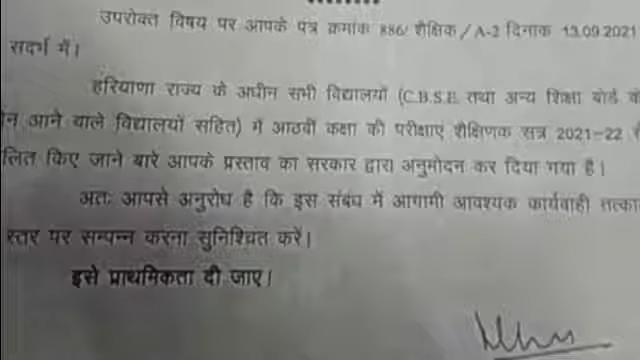 उपरोक्त विषय पर आपके पत्र क्रमांक 886/ शैक्षिक / A-2 दिनांक 13.09.2021
सदर्भ में।
हरियाणा राज्य के अधीन सभी विद्यालयों (C.B.S.E. तथा अन्य शिक्षा बोर्ड
आने वाले विद्यालयों सहित) में आठवीं कक्षा की परीक्षाएं शैक्षिणक सत्र 2021-22
लित किए जाने बारे आपके प्रस्ताव का सरकार द्वारा अनुमोदन कर दिया गया है।
अतः आपसे अनुरोध है कि इस संबंध में आगामी आवश्यक कार्यवाही तत्का
स्तर पर सम्पन्न करना सुनिश्चित करें।
इसे प्राथमिकता दी जाए।